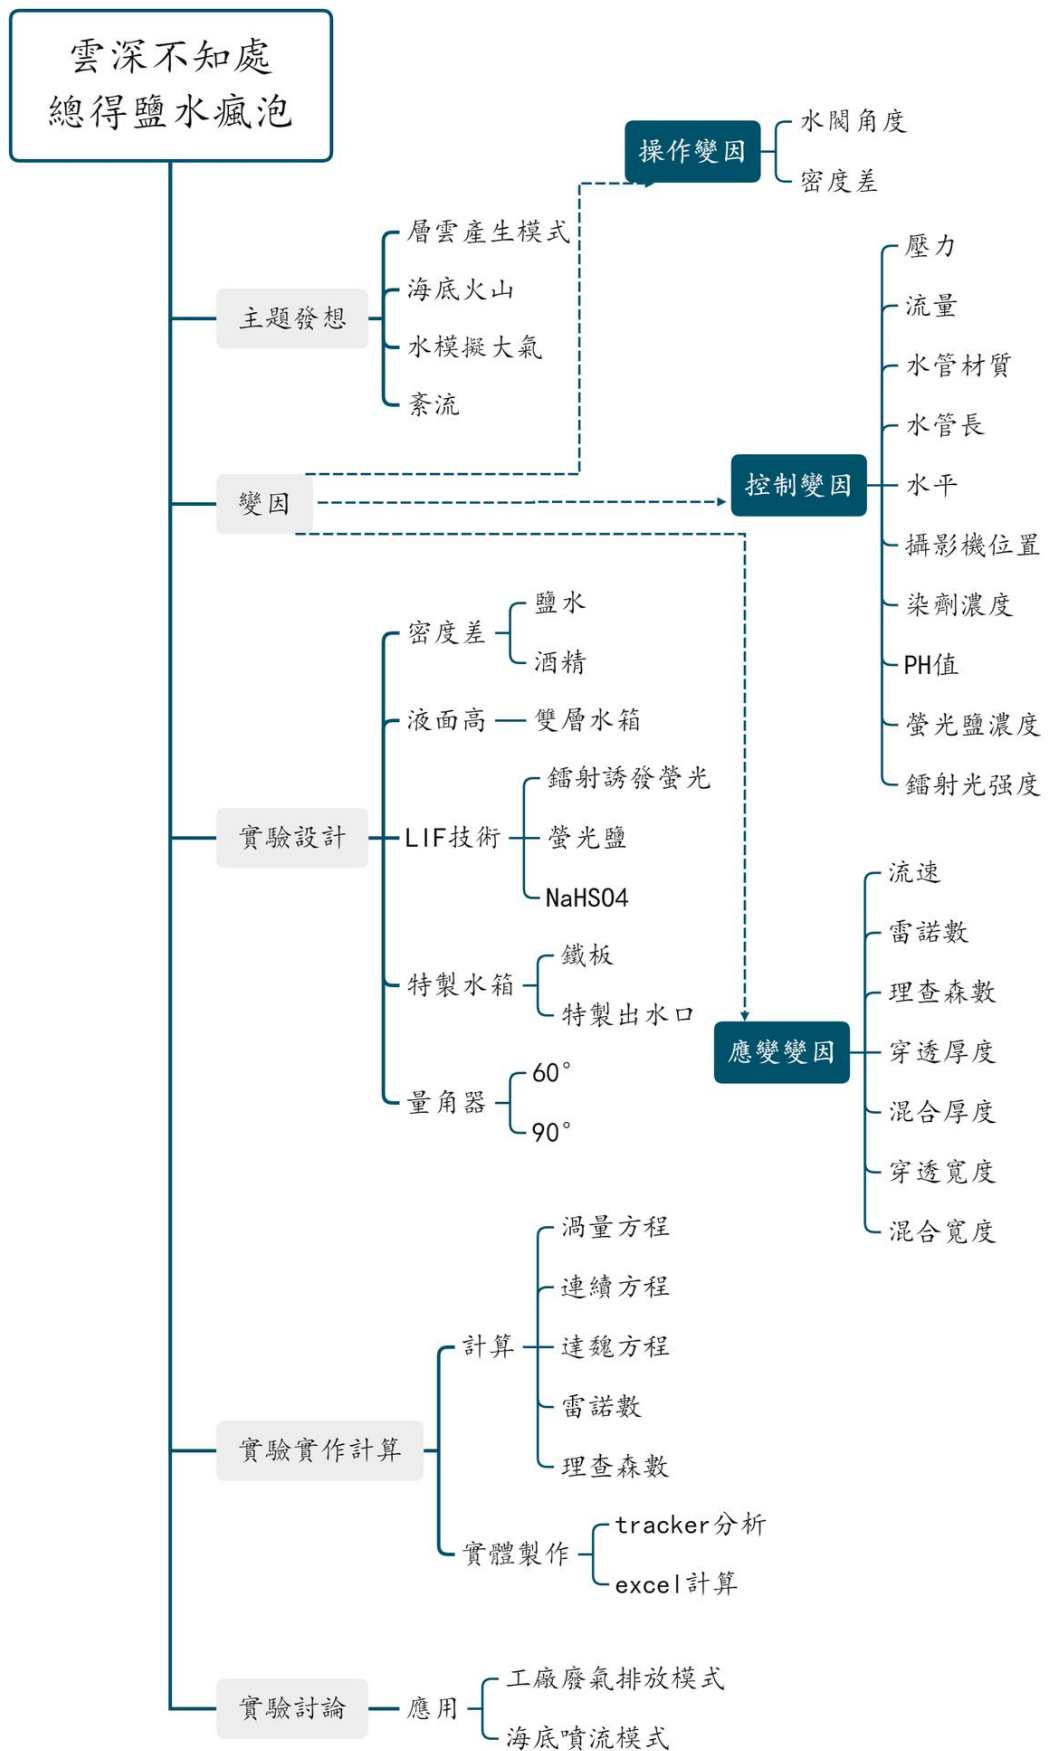 雲深不知處
總得鹽水瘋泡
主題發想
層雲產生模式
海底火山
水模擬大氣
紊流
變因
操作變因
水閥角度
密度差
控制變因
壓力
流量
水管材質
水管長
水平
攝影機位置
染劑濃度
PH值
螢光鹽濃度
鐳射光强度
應變變因
流速
雷諾數
理查森數
穿透厚度
混合厚度
穿透寬度
混合寬度
實驗設計
密度差
鹽水
酒精
液面高
雙層水箱
LIF技術
鐳射誘發螢光
螢光鹽
NaHSO4
特製水箱
鐵板
特製出水口
量角器
60°
90°
實驗實作計算
計算
渦量方程
連續方程
達魏方程
雷諾數
理查森數
實體製作
tracker分析
excel計算
實驗討論
應用
工廠廢氣排放模式
海底噴流模式